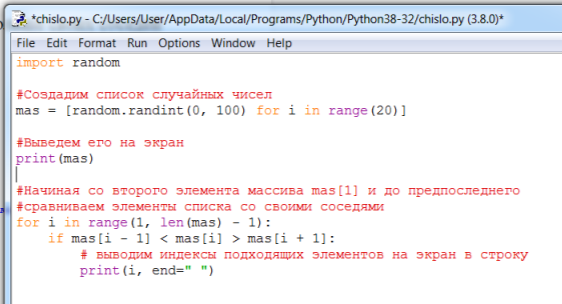 *chislo.py - C:/Users/User/AppData/Local/Programs/Python/Python38-32/chislo.py (3.8.0)*
File Edit Format Run Options Window Help
import random
#Создадим список случайных чисел
mas = [random.randint(0, 100) for i in range(20)]
#Выведем его на экран
print(mas)
#Начиная со второго элемента массива mas[1] и до предпоследнего
#сравниваем элементы списка со своими соседями
for i in range(1, len(mas) - 1):
    if mas[i - 1] < mas[i] > mas[i + 1]:
        # выводим индексы подходящих элементов на экран в строку
        print(i, end=" ")